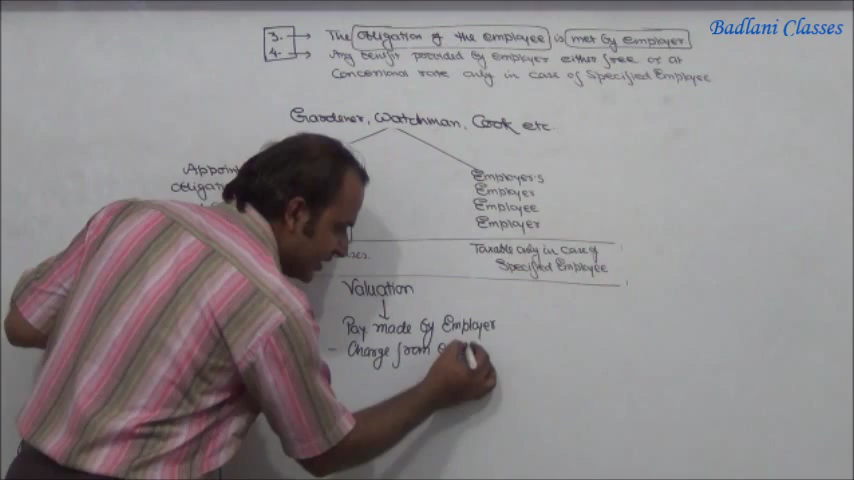 Badlani Classes
3. → The obligation of the employee is met by employer
4. → Any benefit provided by employer either free or at
Concessional rate only in case of Specified Employee
Gardener, Watchman, Cook etc
Appoin
obligat
Employer's
Employer
Employee
Employer
Taxable only in case of
Specified Employee
Valuation
↓
Pay made by Employer
- Charge from